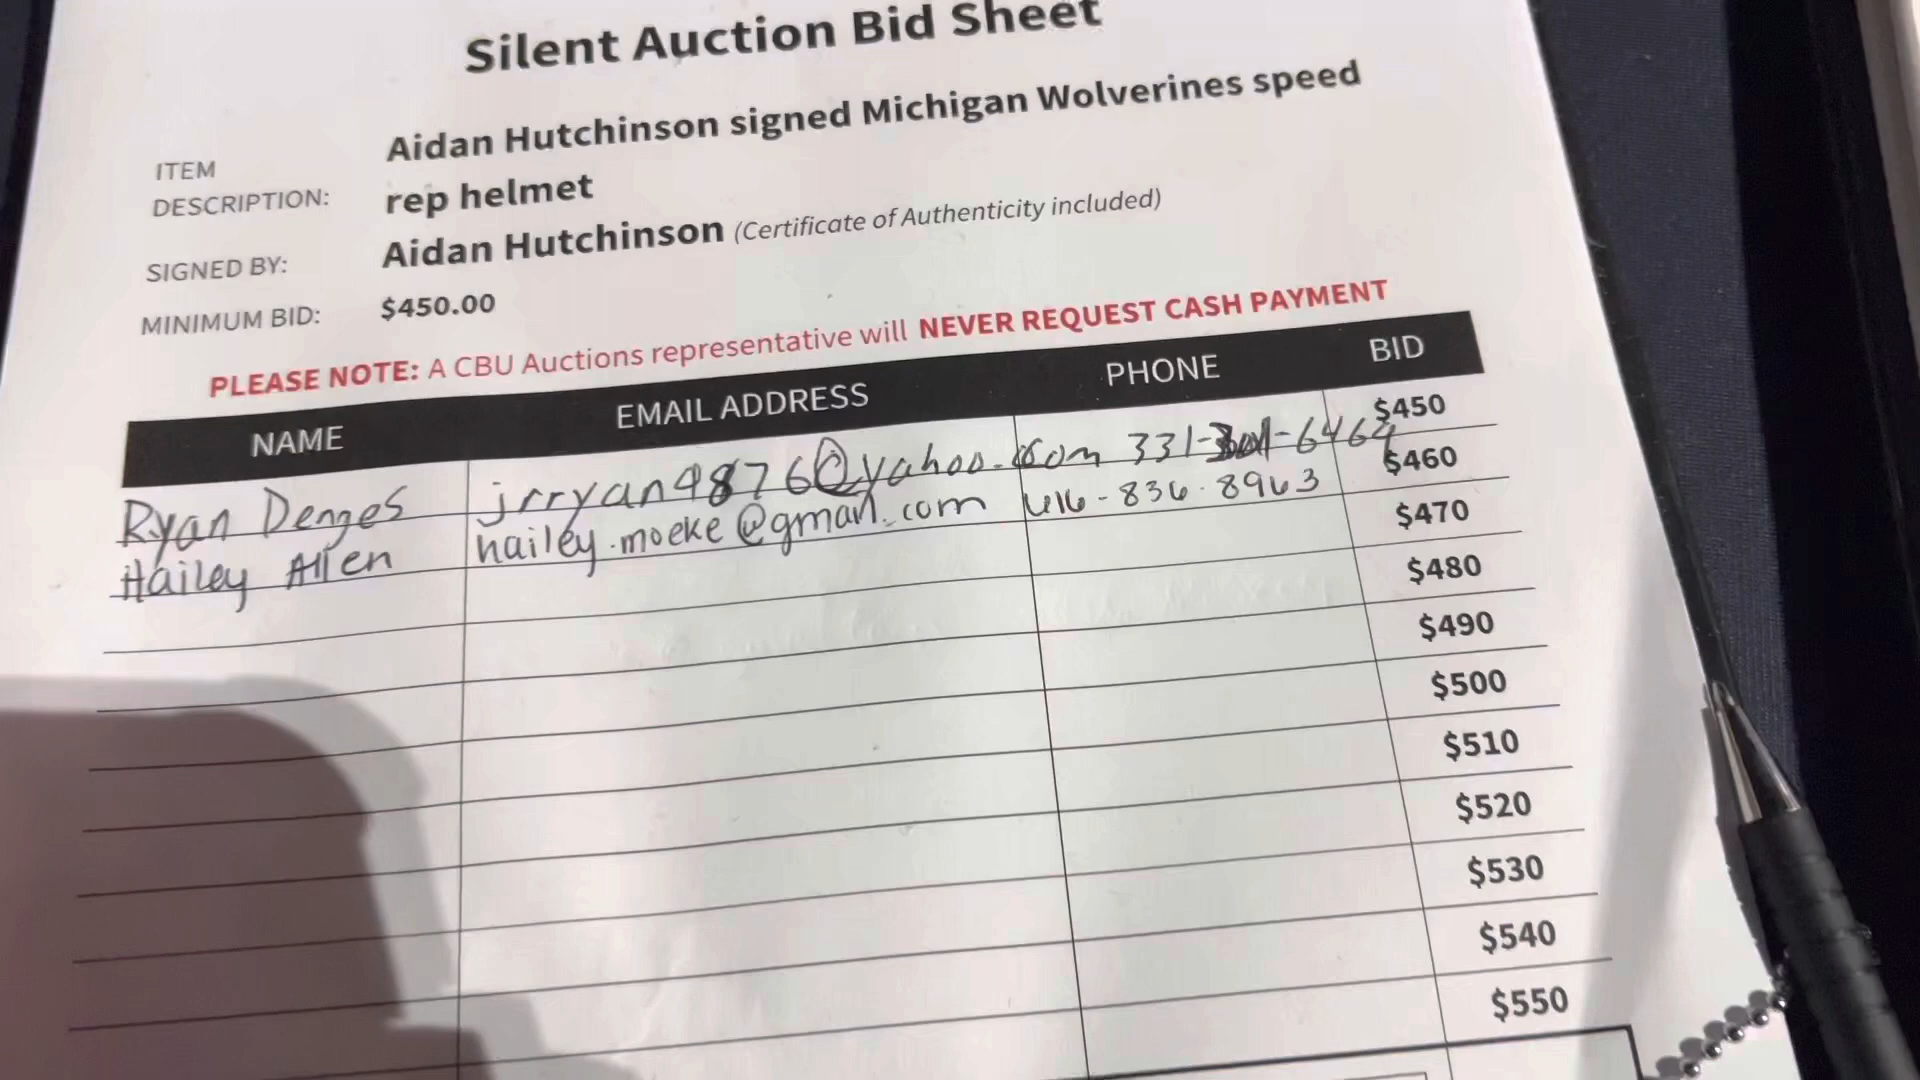 Silent Auction Bid Sheet
ITEM DESCRIPTION: Aidan Hutchinson signed Michigan Wolverines speed
rep helmet
SIGNED BY: Aidan Hutchinson (Certificate of Authenticity included)
MINIMUM BID: $450.00
PLEASE NOTE: A CBU Auctions representative will NEVER REQUEST CASH PAYMENT
NAME EMAIL ADDRESS PHONE BID
Ryan Denges jrryan9876@yahoo.com $450
Hailey Allen hailey.moeke@gmail.com 616-836-8963 $460
$470
$480
$490
$500
$510
$520
$530
$540
$550